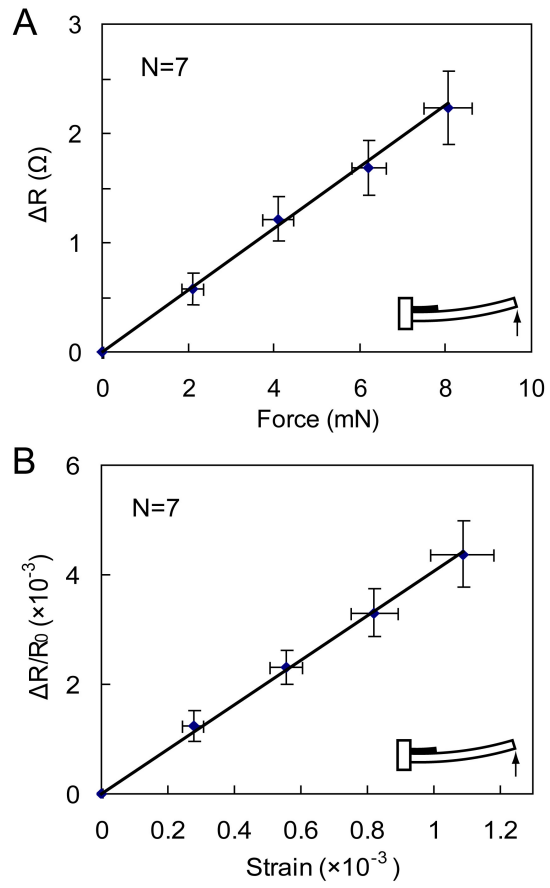 A
3
N=7
2
ΔR (Ω)
1
0
0 2 4 6 8 10
Force (mN)
B
6
N=7
4
ΔR/R₀ (×10⁻³)
2
0
0 0.2 0.4 0.6 0.8 1 1.2
Strain (×10⁻³)